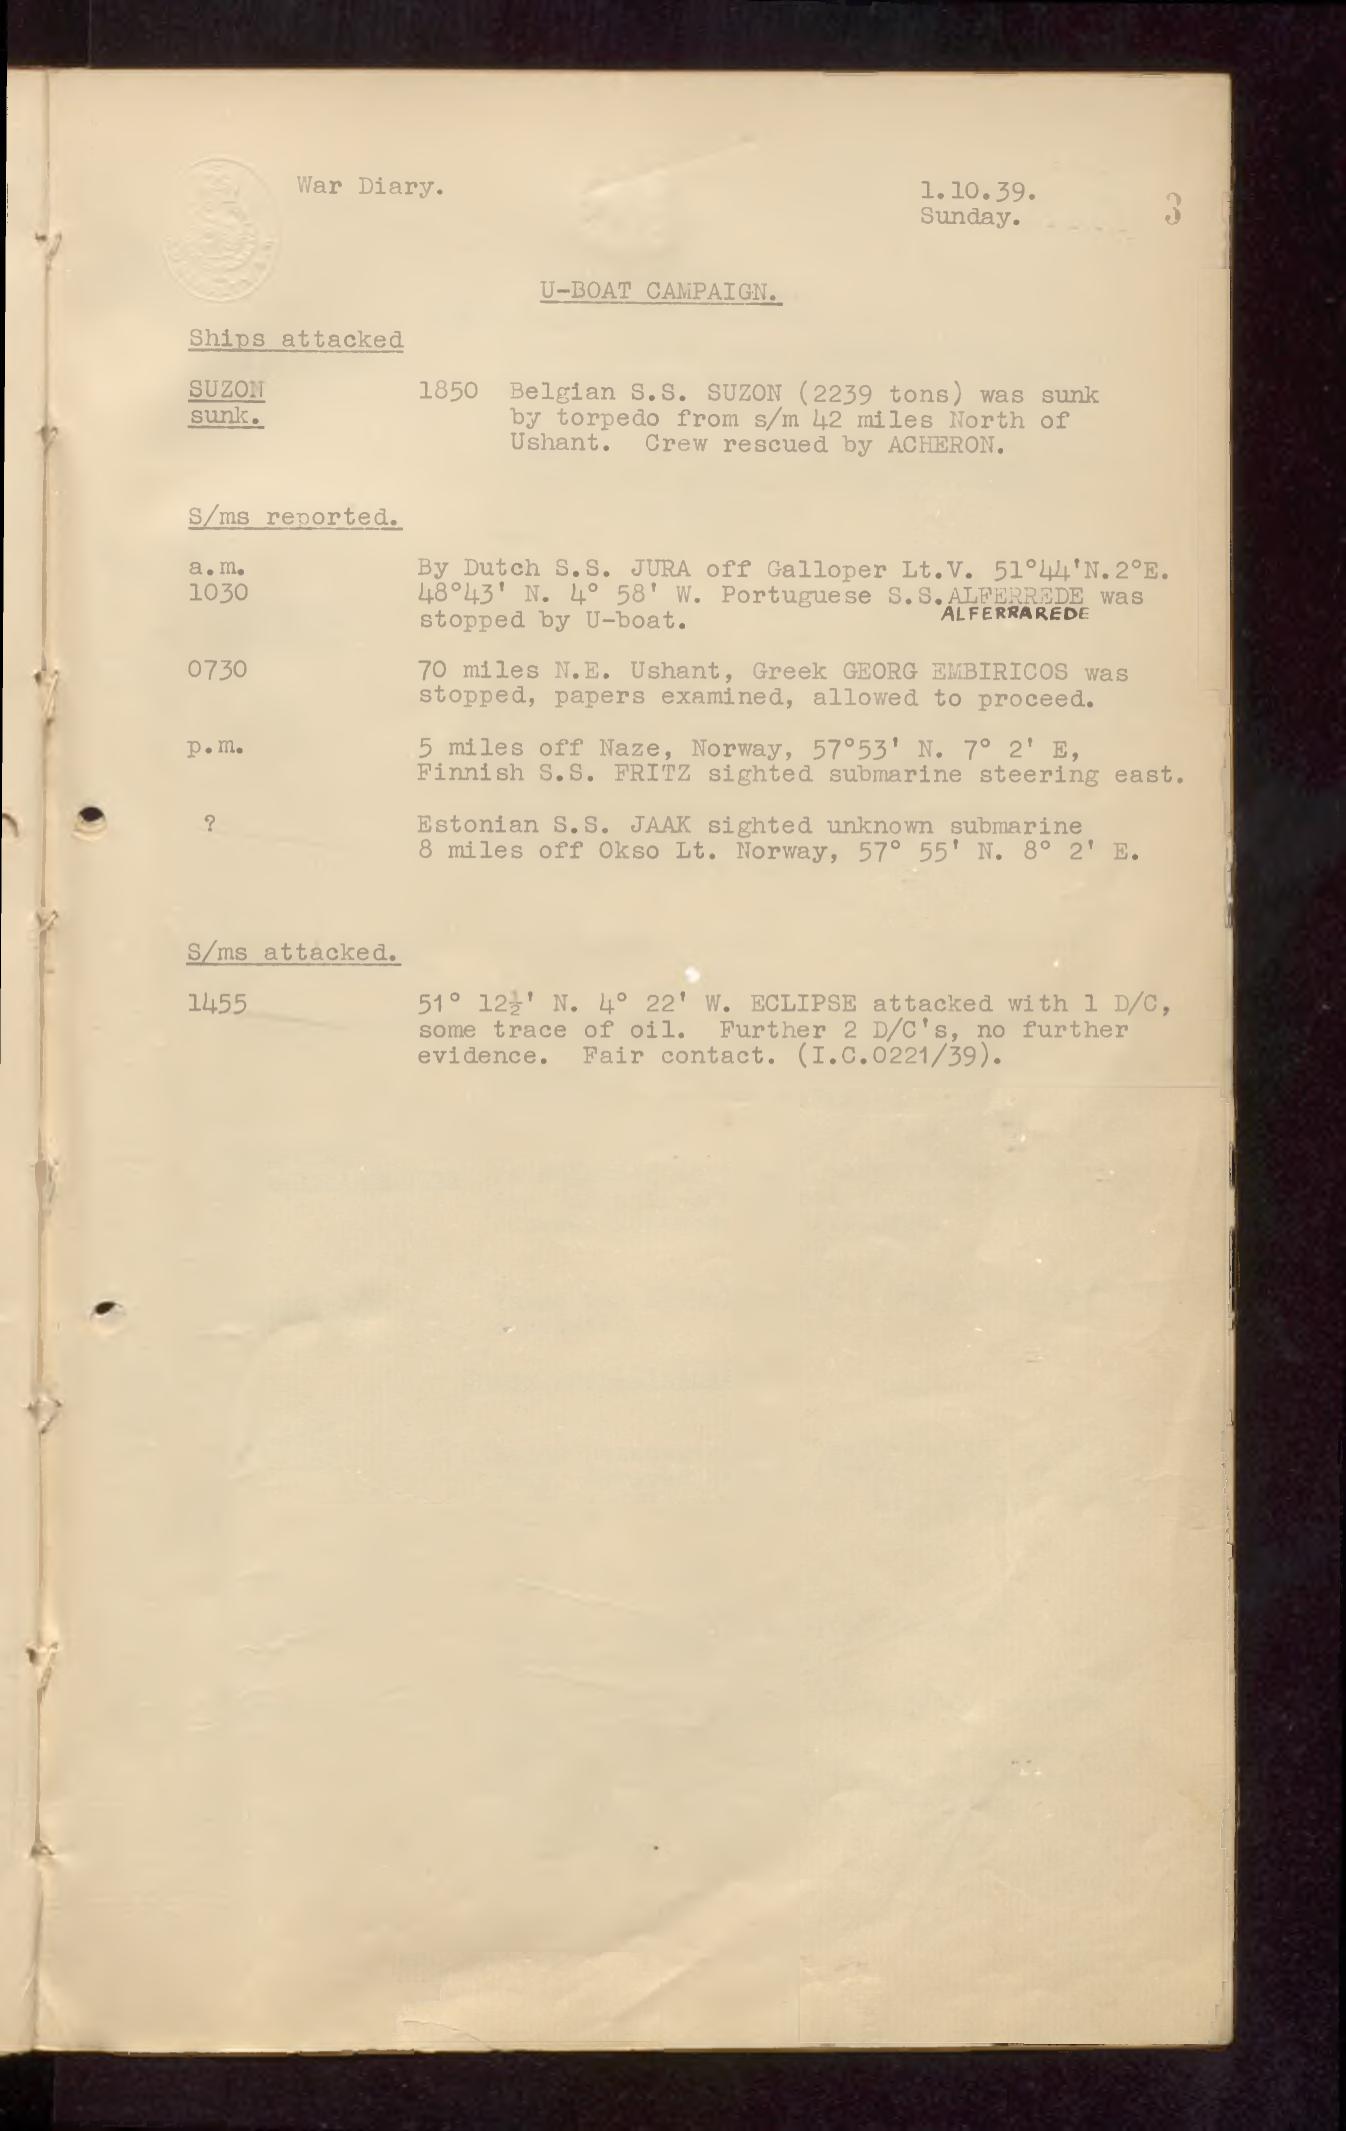 War Diary. 1.10.39.
Sunday. 3
U-BOAT CAMPAIGN.
Ships attacked
SUZON 1850 Belgian S.S. SUZON (2239 tons) was sunk
sunk. by torpedo from s/m 42 miles North of
Ushant. Crew rescued by ACHERON.
S/ms reported.
a.m. By Dutch S.S. JURA off Galloper Lt.V. 51°44'N.2°E.
1030 48°43' N. 4° 58' W. Portuguese S.S. ALFERREDE was
stopped by U-boat. ALFERRAREDE
0730 70 miles N.E. Ushant, Greek GEORG EMBIRICOS was
stopped, papers examined, allowed to proceed.
p.m. 5 miles off Naze, Norway, 57°53' N. 7° 2' E,
Finnish S.S. FRITZ sighted submarine steering east.
? Estonian S.S. JAAK sighted unknown submarine
8 miles off Okso Lt. Norway, 57° 55' N. 8° 2' E.
S/ms attacked.
1455 51° 12½' N. 4° 22' W. ECLIPSE attacked with 1 D/C,
some trace of oil. Further 2 D/C's, no further
evidence. Fair contact. (I.C.0221/39).